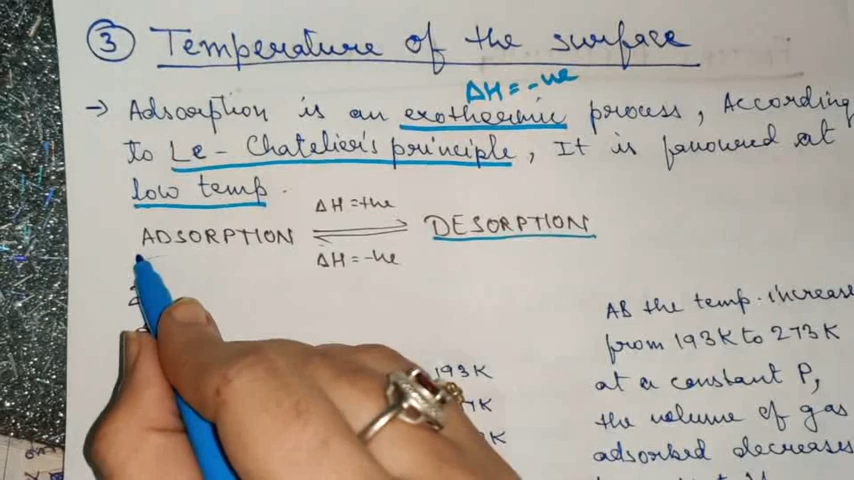 3 Temperature of the surface
ΔH = -ve
→ Adsorption is an exothermic process, According
to Le-Chatelier's principle, It is favoured at
low temp.
ΔH = +ve
ADSORPTION ⇌ DESORPTION
ΔH = -ve
As the temp. increase
from 193K to 273K
at a constant P,
the volume of gas
adsorbed decreases
193K
K
K